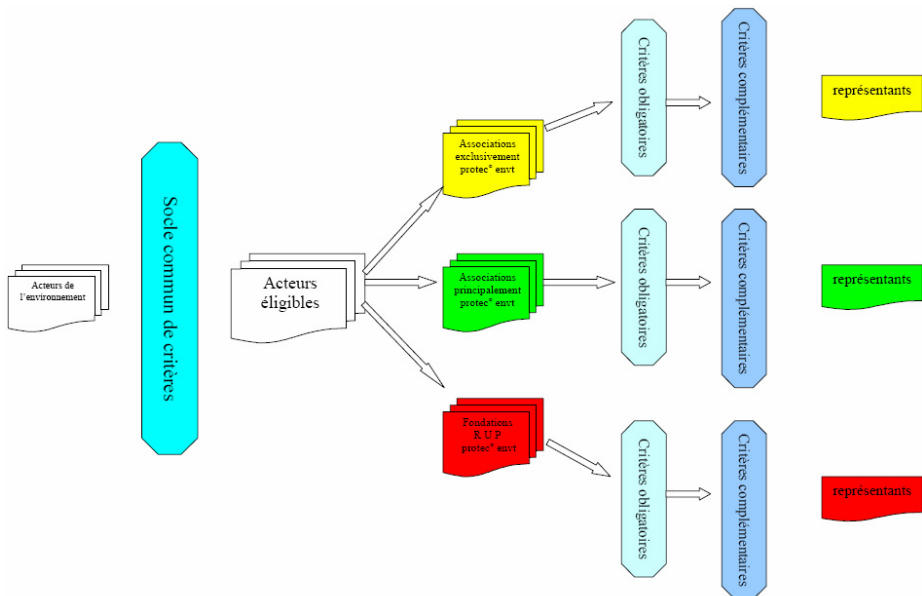 Acteurs de
l'environnement
Socle commun de critères
Acteurs
éligibles
Associations
exclusivement
protec° envt
Critères obligatoires
Critères complémentaires
représentants
Associations
principalement
protec° envt
Critères obligatoires
Critères complémentaires
représentants
Fondations
R U P
protec° envt
Critères obligatoires
Critères complémentaires
représentants